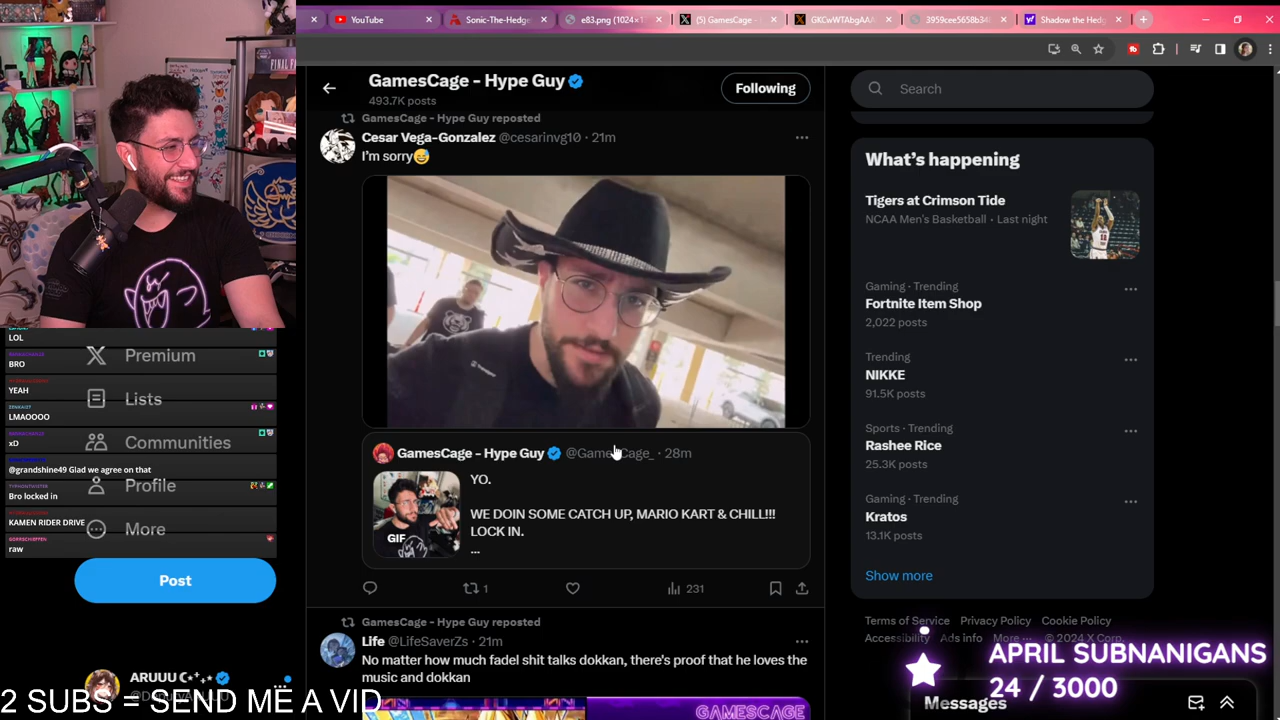 YouTube
Sonic-The-Hedge
e83.png (1024×1
(5) GamesCage -
GKCwWTAbgAA
3959cee5658b34
Shadow the Hedg
GamesCage - Hype Guy
493.7K posts
Following
Search
GamesCage - Hype Guy reposted
Cesar Vega-Gonzalez @cesarinvg10 · 21m
I'm sorry😅
GamesCage - Hype Guy @GamesCage_ · 28m
YO.
WE DOIN SOME CATCH UP, MARIO KART & CHILL!!!
LOCK IN.
...
GIF
1
231
GamesCage - Hype Guy reposted
Life @LifeSaverZs · 21m
No matter how much fadel shit talks dokkan, there's proof that he loves the
music and dokkan
GAMESCAGE
What's happening
Tigers at Crimson Tide
NCAA Men's Basketball · Last night
Gaming · Trending
Fortnite Item Shop
2,022 posts
Trending
NIKKE
91.5K posts
Sports · Trending
Rashee Rice
25.3K posts
Gaming · Trending
Kratos
13.1K posts
Show more
Terms of Service Privacy Policy Cookie Policy
Accessibility Ads info More ... © 2024 X Corp.
APRIL SUBNANIGANS
24 / 3000
Messages
LOL
BRO
YEAH
LMAOOOO
xD
@grandshine49 Glad we agree on that
Bro locked in
KAMEN RIDER DRIVE
raw
Premium
Lists
Communities
Profile
More
Post
ARUUU
2 SUBS = SEND ME A VID